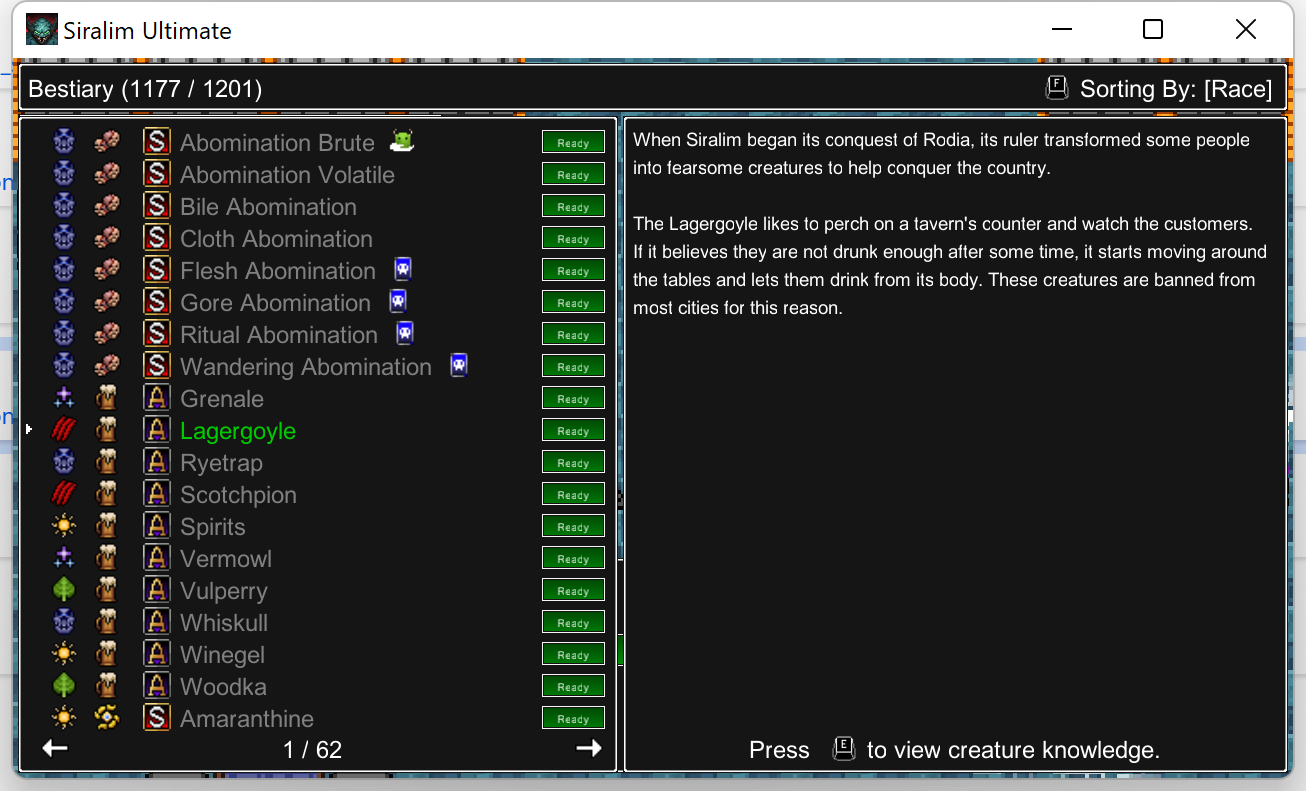 Siralim Ultimate
Bestiary (1177 / 1201)
F Sorting By: [Race]
S Abomination Brute Ready
S Abomination Volatile Ready
S Bile Abomination Ready
S Cloth Abomination Ready
S Flesh Abomination Ready
S Gore Abomination Ready
S Ritual Abomination Ready
S Wandering Abomination Ready
A Grenale Ready
A Lagergoyle Ready
A Ryetrap Ready
A Scotchpion Ready
A Spirits Ready
A Vermowl Ready
A Vulperry Ready
A Whiskull Ready
A Winegel Ready
A Woodka Ready
S Amaranthine Ready
1 / 62
When Siralim began its conquest of Rodia, its ruler transformed some people
into fearsome creatures to help conquer the country.
The Lagergoyle likes to perch on a tavern's counter and watch the customers.
If it believes they are not drunk enough after some time, it starts moving around
the tables and lets them drink from its body. These creatures are banned from
most cities for this reason.
Press E to view creature knowledge.